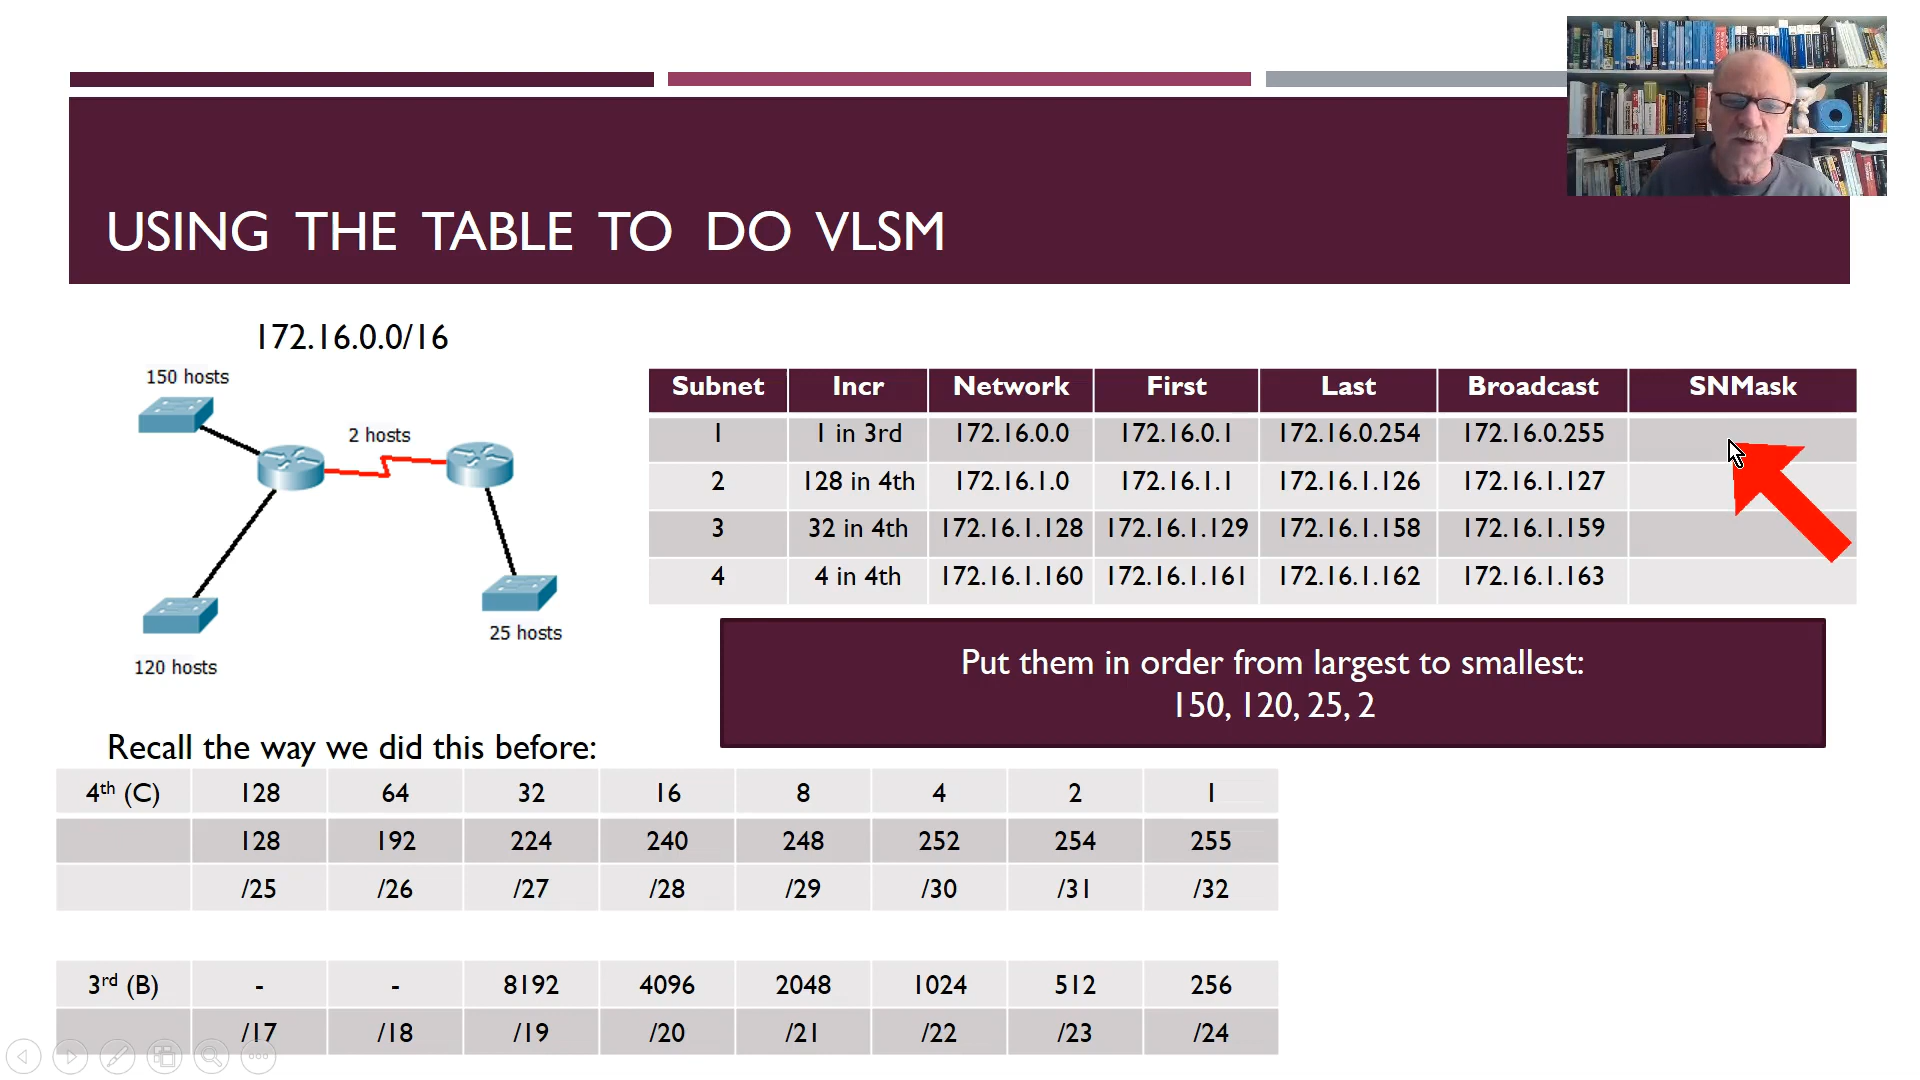 USING THE TABLE TO DO VLSM
172.16.0.0/16
150 hosts
2 hosts
25 hosts
120 hosts
Subnet Incr Network First Last Broadcast SNMask
1 1 in 3rd 172.16.0.0 172.16.0.1 172.16.0.254 172.16.0.255
2 128 in 4th 172.16.1.0 172.16.1.1 172.16.1.126 172.16.1.127
3 32 in 4th 172.16.1.128 172.16.1.129 172.16.1.158 172.16.1.159
4 4 in 4th 172.16.1.160 172.16.1.161 172.16.1.162 172.16.1.163
Put them in order from largest to smallest:
150, 120, 25, 2
Recall the way we did this before:
4th (C) 128 64 32 16 8 4 2 1
128 192 224 240 248 252 254 255
/25 /26 /27 /28 /29 /30 /31 /32
3rd (B) - - 8192 4096 2048 1024 512 256
/17 /18 /19 /20 /21 /22 /23 /24